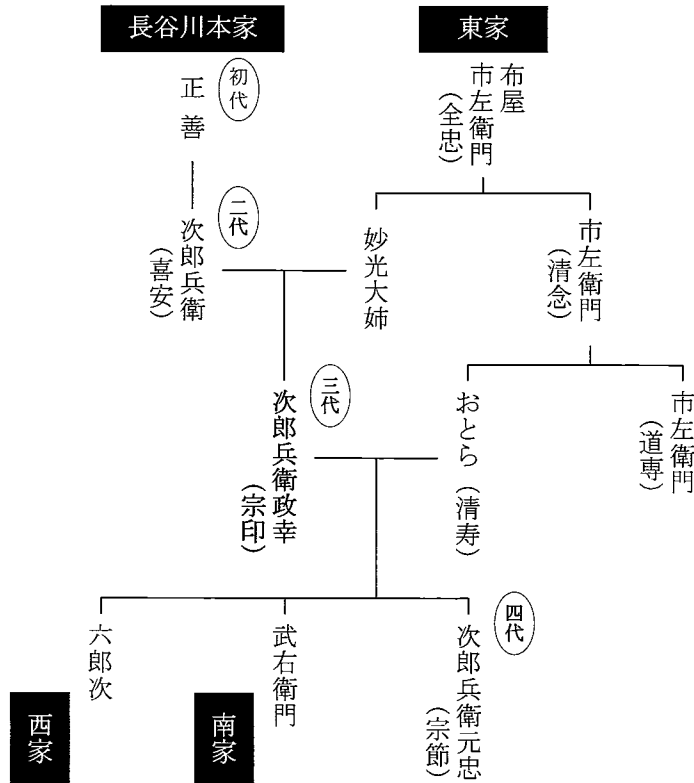 東家
布屋
市左衛門
(全忠)
市左衛門
(清念)
妙光大姉
市左衛門
(道専)
おとら(清寿)
長谷川本家
初代
正善
二代
次郎兵衛
(喜安)
三代
次郎兵衛政幸
(宗印)
四代
次郎兵衛元忠
(宗節)
武右衛門
南家
六郎次
西家